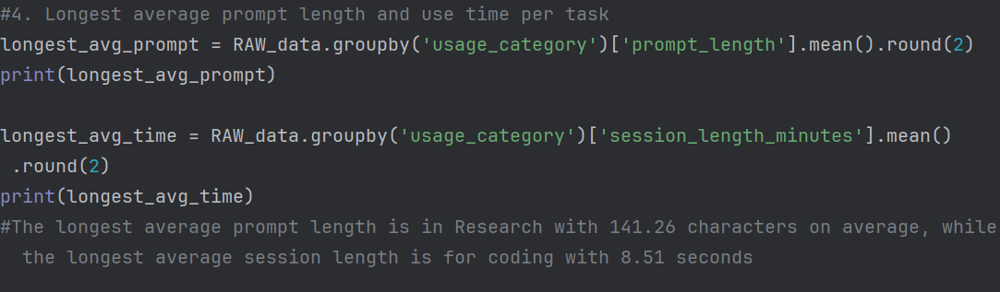 #4. Longest average prompt length and use time per task
longest_avg_prompt = RAW_data.groupby('usage_category')['prompt_length'].mean().round(2)
print(longest_avg_prompt)
longest_avg_time = RAW_data.groupby('usage_category')['session_length_minutes'].mean()
.round(2)
print(longest_avg_time)
#The longest average prompt length is in Research with 141.26 characters on average, while
the longest average session length is for coding with 8.51 seconds